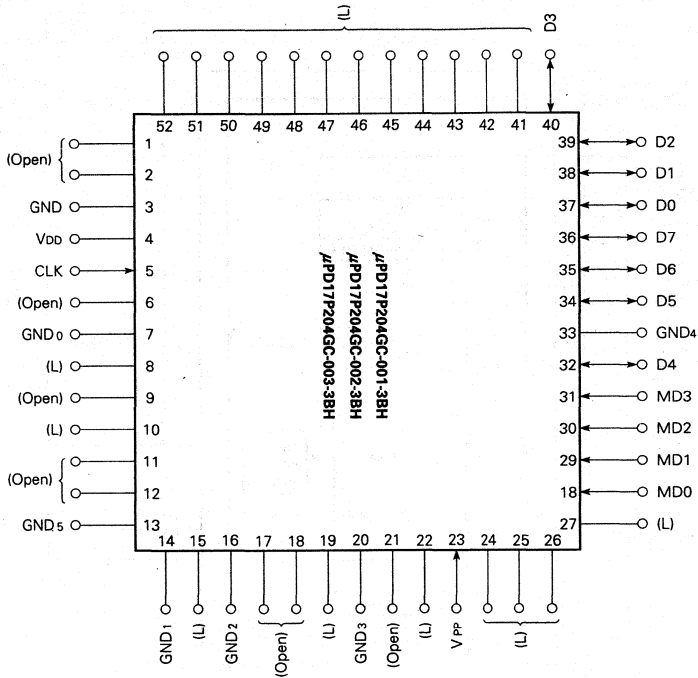 (L)
D3
52 51 50 49 48 47 46 45 44 43 42 41 40
(Open)
1
2
GND 3
VDD 4
CLK 5
(Open) 6
GND0 7
(L) 8
(Open) 9
(L) 10
(Open)
11
12
GND5 13
39 D2
38 D1
37 D0
36 D7
35 D6
34 D5
33 GND4
32 D4
31 MD3
30 MD2
29 MD1
18 MD0
27 (L)
μPD17P204GC-001-3BH
μPD17P204GC-002-3BH
μPD17P204GC-003-3BH
14 15 16 17 18 19 20 21 22 23 24 25 26
GND1
(L)
GND2
(Open)
(L)
GND3
(Open)
(L)
VPP
(L)